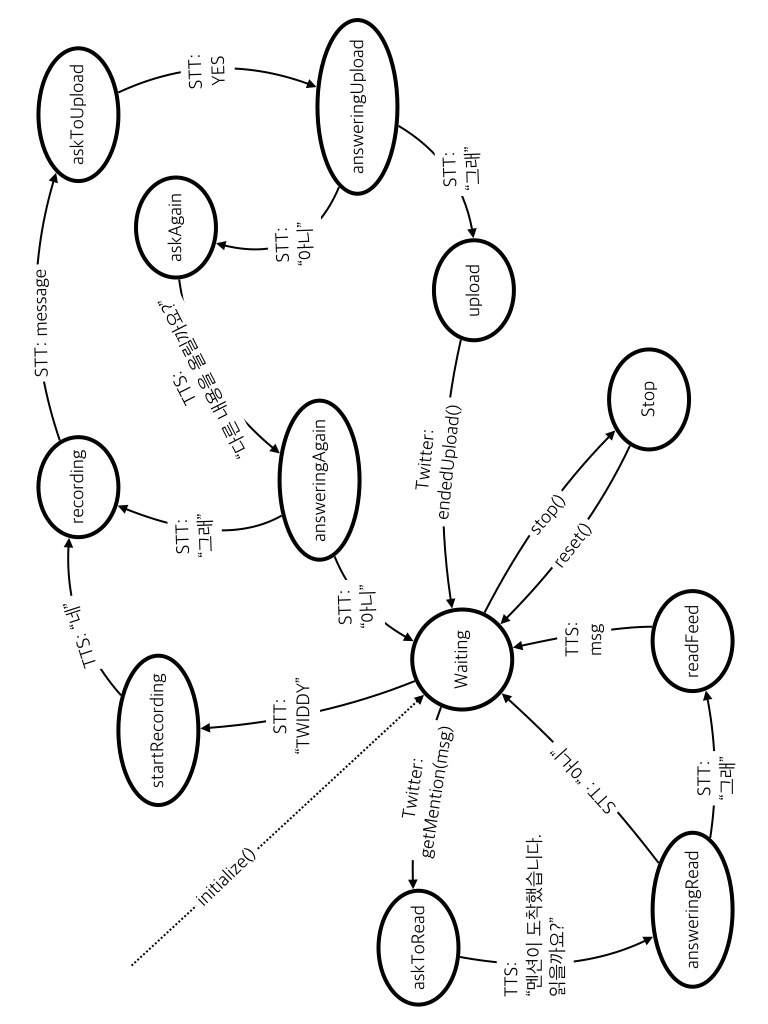 initialize()
Waiting
STT:
“TWIDDY”
startRecording
TTS: “네”
recording
STT: message
askToUpload
STT:
YES
answeringUpload
STT:
“아니”
askAgain
TTS:
“다른 내용을 올릴까요?”
answeringAgain
STT:
“그래”
STT:
“아니”
STT:
“그래”
upload
Twitter:
endedUpload()
stop()
reset()
Stop
Twitter:
getMention(msg)
askToRead
TTS:
“멘션이 도착했습니다.
읽을까요?”
answeringRead
STT:“아니”
STT:
“그래”
readFeed
TTS:
msg